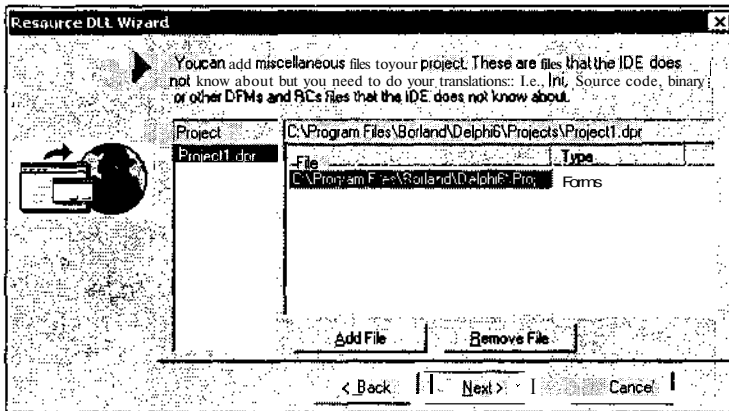 Resource DLL Wizard
You can add miscellaneous files to your project. These are files that the IDE does
not know about but you need to do your translations:: I.e., Ini, Source code, binary
or other DFMs and RCs files that the IDE does not know about.
Project
C:\Program Files\Borland\Delphi6\Projects\Project1.dpr
Project1.dpr
File Type
C:\Program Files\Borland\Delphi6\Proj Forms
Add File Remove File
< Back Next > Cancel